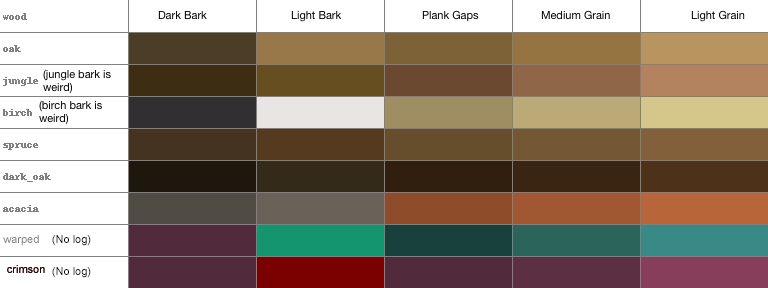 wood Dark Bark Light Bark Plank Gaps Medium Grain Light Grain
oak
jungle (jungle bark is
weird)
birch (birch bark is
weird)
spruce
dark_oak
acacia
warped (No log)
crimson (No log)